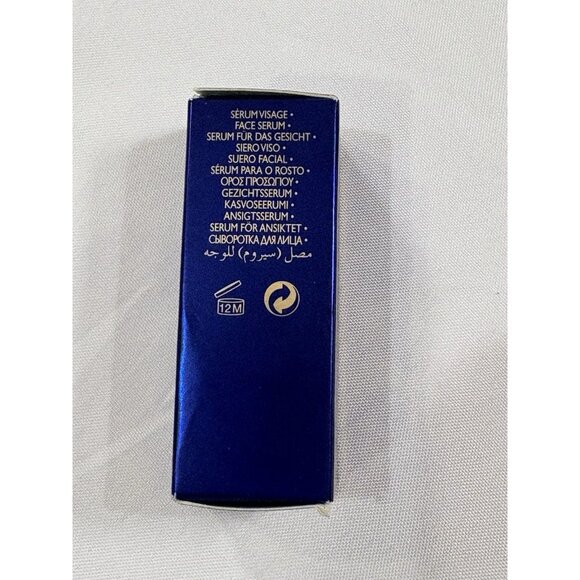 SÉRUM VISAGE •
FACE SERUM •
SERUM FÜR DAS GESICHT •
SIERO VISO •
SUERO FACIAL •
SÉRUM PARA O ROSTO •
ΟΡΟΣ ΠΡΟΣΩΠΟΥ •
GEZICHTSSERUM •
KASVOSEERUMI •
ANSIGTSSERUM •
SERUM FÖR ANSIKTET •
СЫВОРОТКА ДЛЯ ЛИЦА •
مصل (سيروم) للوجه
12M